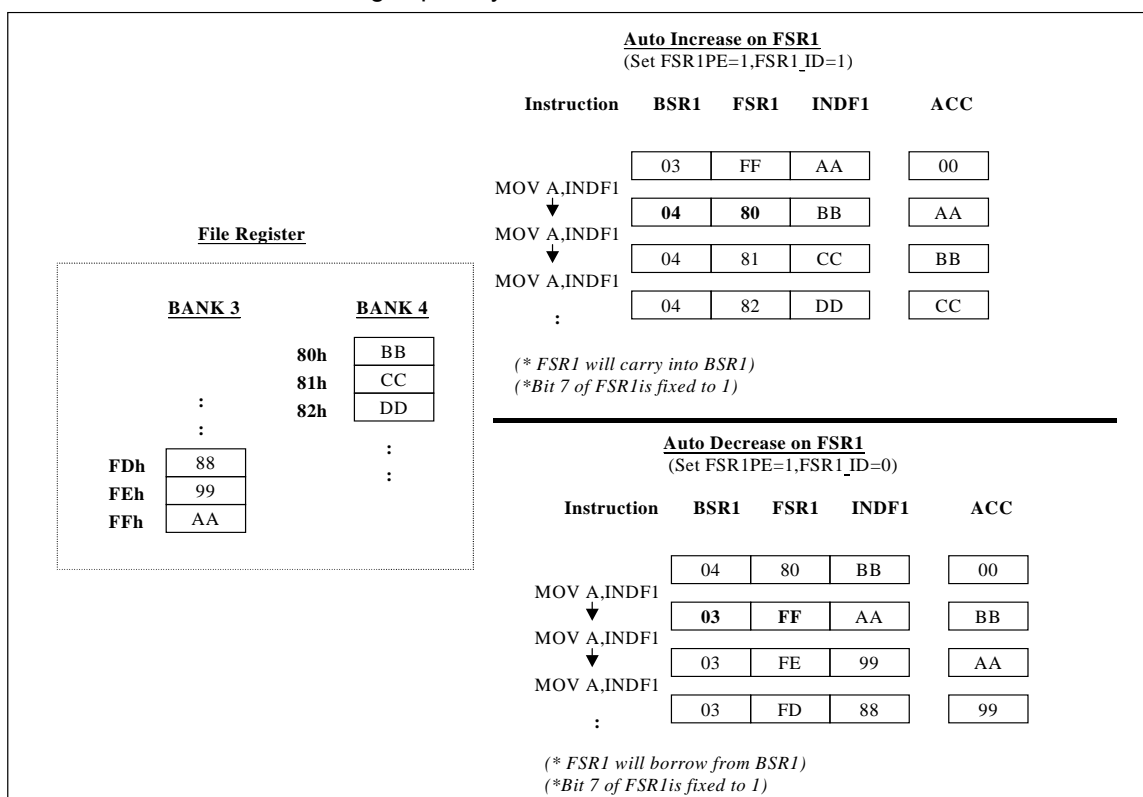 Auto Increase on FSR1
(Set FSR1PE=1,FSR1_ID=1)
Instruction BSR1 FSR1 INDF1 ACC
03 FF AA 00
MOV A,INDF1
04 80 BB AA
MOV A,INDF1
04 81 CC BB
MOV A,INDF1
04 82 DD CC
:
(* FSR1 will carry into BSR1)
(*Bit 7 of FSR1is fixed to 1)
File Register
BANK 3 BANK 4
80h BB
81h CC
82h DD
:
:
:
:
FDh 88
FEh 99
FFh AA
Auto Decrease on FSR1
(Set FSR1PE=1,FSR1_ID=0)
Instruction BSR1 FSR1 INDF1 ACC
04 80 BB 00
MOV A,INDF1
03 FF AA BB
MOV A,INDF1
03 FE 99 AA
MOV A,INDF1
03 FD 88 99
:
(* FSR1 will borrow from BSR1)
(*Bit 7 of FSR1is fixed to 1)